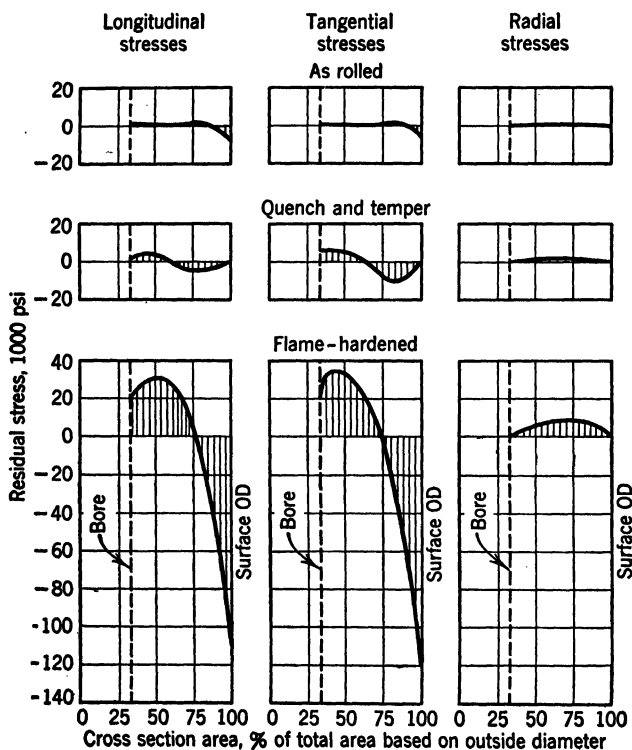 Longitudinal stresses
Tangential stresses
Radial stresses
As rolled
20
0
-20
Quench and temper
20
0
-20
Flame-hardened
40
20
0
-20
-40
-60
-80
-100
-120
-140
Residual stress, 1000 psi
Bore
Surface OD
Bore
Surface OD
Bore
Surface OD
0 25 50 75 100
0 25 50 75 100
0 25 50 75 100
Cross section area, % of total area based on outside diameter